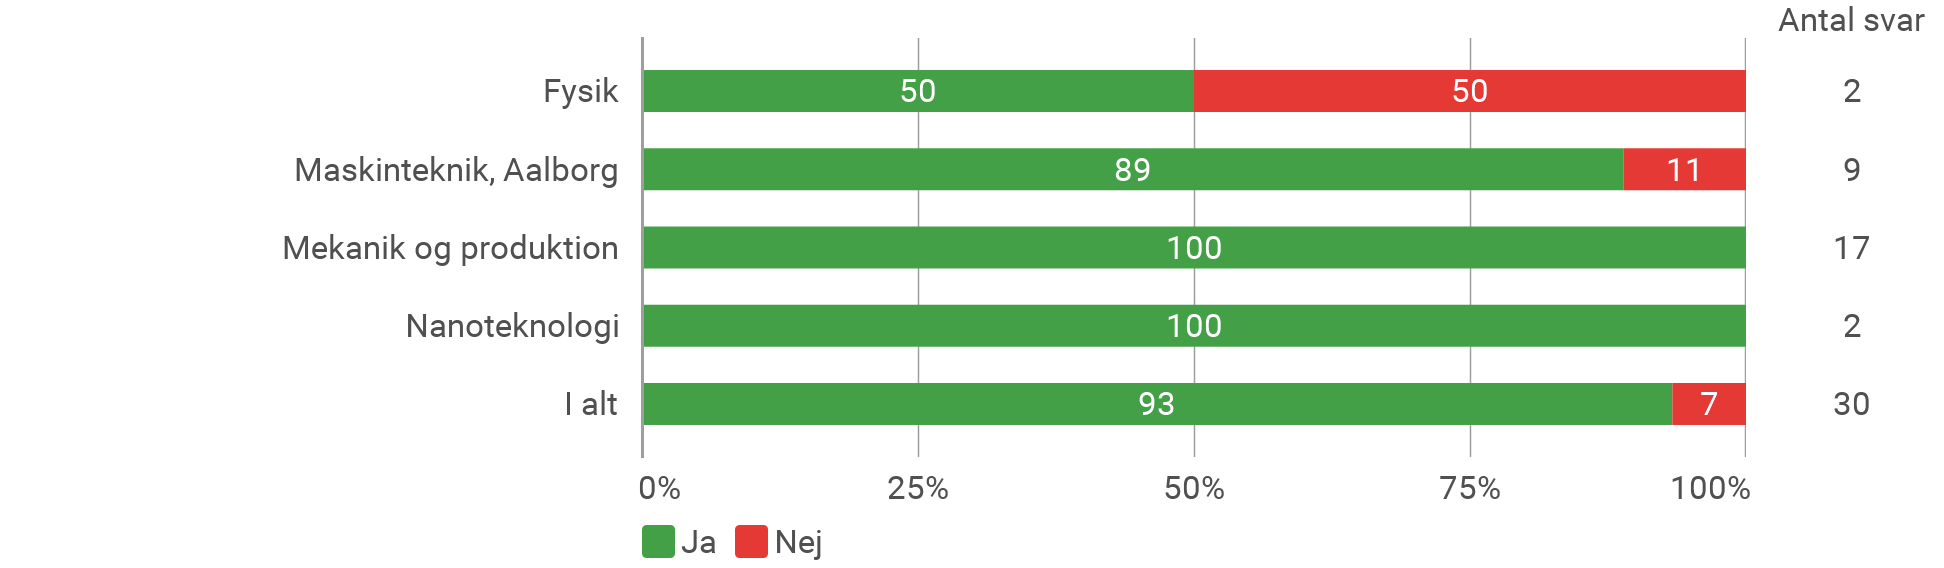 Antal svar
Fysik 50 50 2
Maskinteknik, Aalborg 89 11 9
Mekanik og produktion 100 17
Nanoteknologi 100 2
I alt 93 7 30
0% 25% 50% 75% 100%
Ja Nej